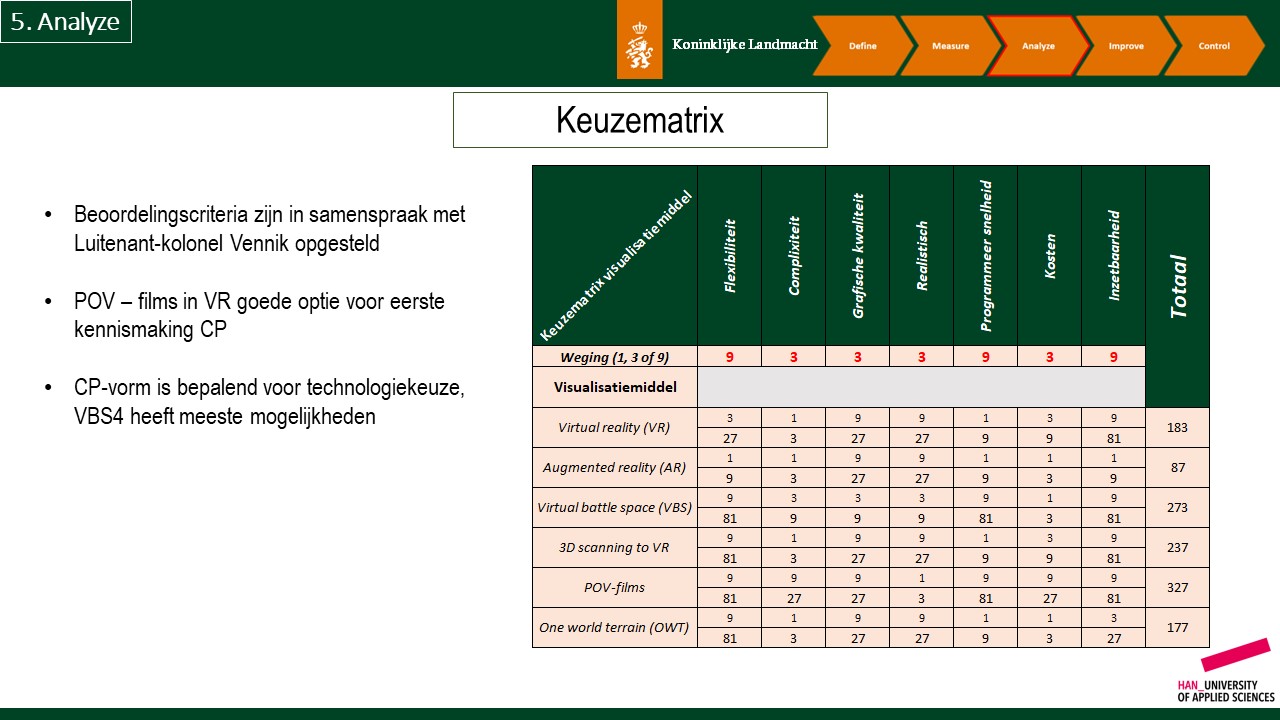 5. Analyze
Koninklijke Landmacht
Define
Measure
Analyze
Improve
Control
Keuzematrix
• Beoordelingscriteria zijn in samenspraak met
Luitenant-kolonel Vennik opgesteld
• POV – films in VR goede optie voor eerste
kennismaking CP
• CP-vorm is bepalend voor technologiekeuze,
VBS4 heeft meeste mogelijkheden
Keuzematrix visualisatiemiddel
Flexibiliteit
Complixiteit
Grafische kwaliteit
Realistisch
Programmeer snelheid
Kosten
Inzetbaarheid
Totaal
Weging (1, 3 of 9) 9 3 3 3 9 3 9
Visualisatiemiddel
Virtual reality (VR) 3 1 9 9 1 3 9 183
27 3 27 27 9 9 81
Augmented reality (AR) 1 1 9 9 1 1 1 87
9 3 27 27 9 3 9
Virtual battle space (VBS) 9 3 3 3 9 1 9 273
81 9 9 9 81 3 81
3D scanning to VR 9 1 9 9 1 3 9 237
81 3 27 27 9 9 81
POV-films 9 9 9 1 9 9 9 327
81 27 27 3 81 27 81
One world terrain (OWT) 9 1 9 9 1 1 3 177
81 3 27 27 9 3 27
HAN_UNIVERSITY
OF APPLIED SCIENCES